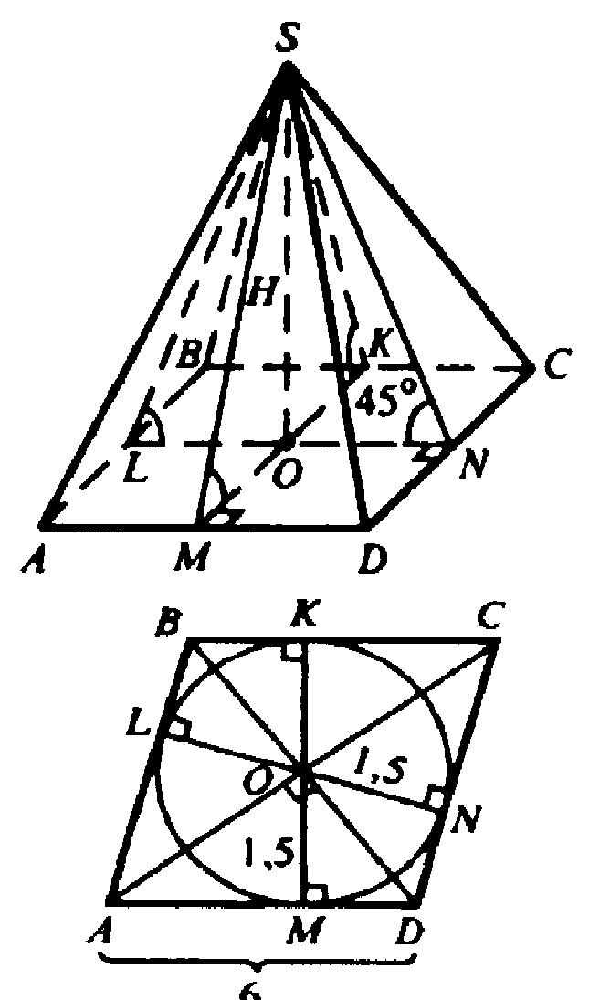 S
H
B K C
45°
L O N
A M D
B K C
L
O 1,5
N
1,5
A M D
6